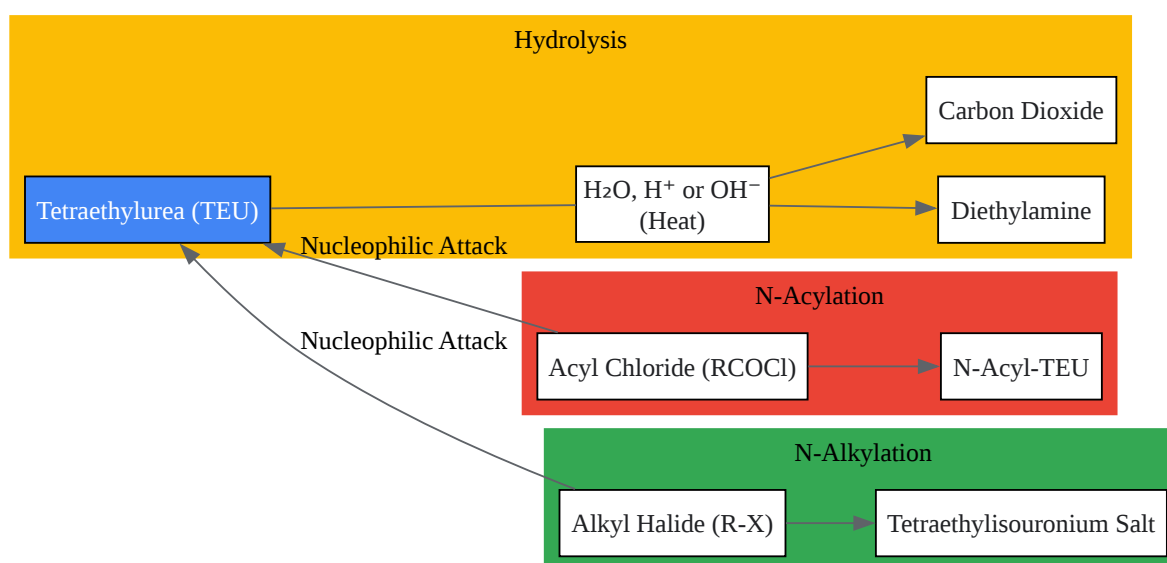 Hydrolysis
Carbon Dioxide
Tetraethylurea (TEU)
H₂O, H⁺ or OH⁻
(Heat)
Diethylamine
Nucleophilic Attack
N-Acylation
Nucleophilic Attack
Acyl Chloride (RCOCl)
N-Acyl-TEU
N-Alkylation
Alkyl Halide (R-X)
Tetraethylisouronium Salt